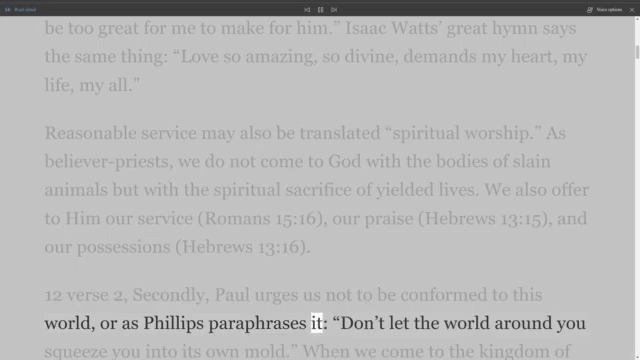 Read aloud
Voice options
be too great for me to make for him.” Isaac Watts’ great hymn says
the same thing: “Love so amazing, so divine, demands my heart, my
life, my all.”
Reasonable service may also be translated “spiritual worship.” As
believer-priests, we do not come to God with the bodies of slain
animals but with the spiritual sacrifice of yielded lives. We also offer
to Him our service (Romans 15:16), our praise (Hebrews 13:15), and
our possessions (Hebrews 13:16).
12 verse 2, Secondly, Paul urges us not to be conformed to this
world, or as Phillips paraphrases it: “Don’t let the world around you
squeeze you into its own mold.” When we come to the kingdom of